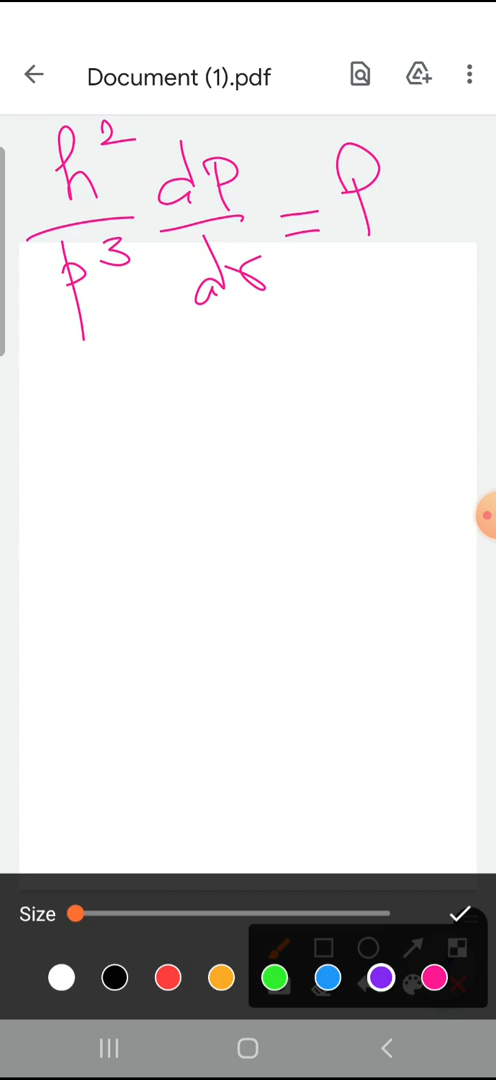 Document (1).pdf
h² / p³ dp / dr = P
Size